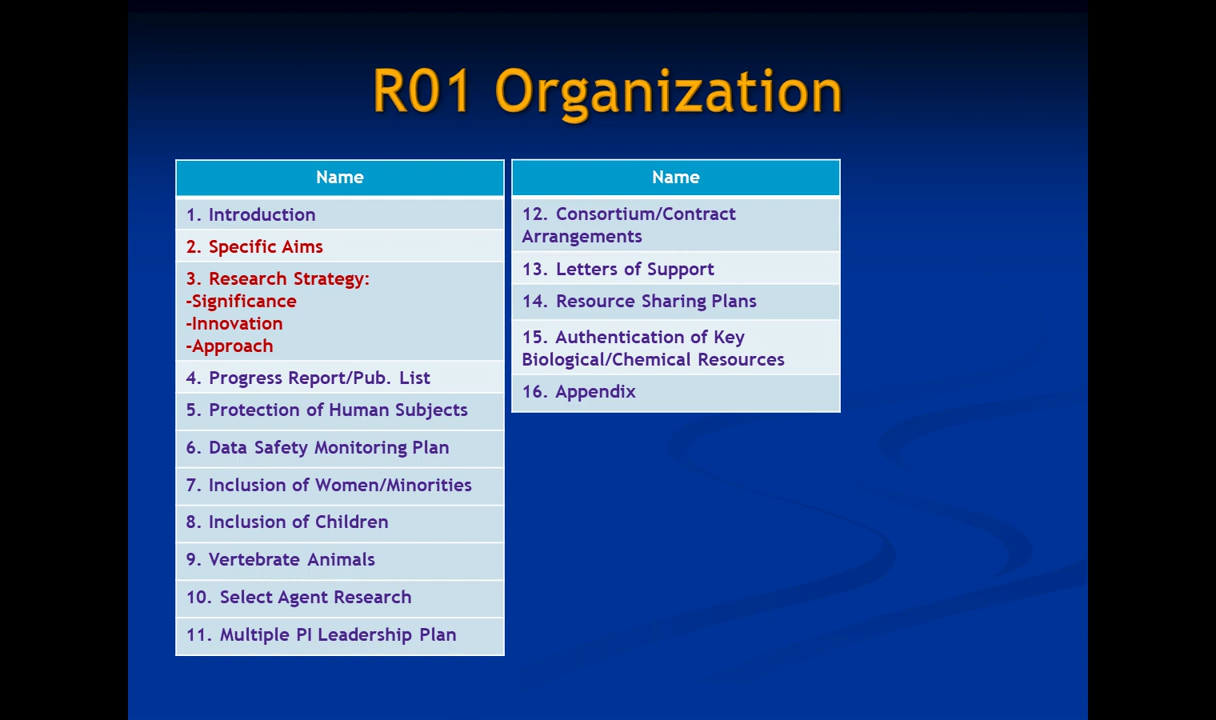 R01 Organization
Name
1. Introduction
2. Specific Aims
3. Research Strategy:
-Significance
-Innovation
-Approach
4. Progress Report/Pub. List
5. Protection of Human Subjects
6. Data Safety Monitoring Plan
7. Inclusion of Women/Minorities
8. Inclusion of Children
9. Vertebrate Animals
10. Select Agent Research
11. Multiple PI Leadership Plan
Name
12. Consortium/Contract
Arrangements
13. Letters of Support
14. Resource Sharing Plans
15. Authentication of Key
Biological/Chemical Resources
16. Appendix